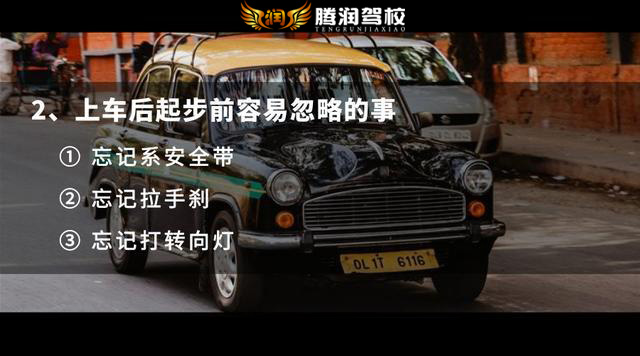 润
腾润驾校
TENGRUNJIAXIAO
2、上车后起步前容易忽略的事
① 忘记系安全带
② 忘记拉手刹
③ 忘记打转向灯
DL1T 6116